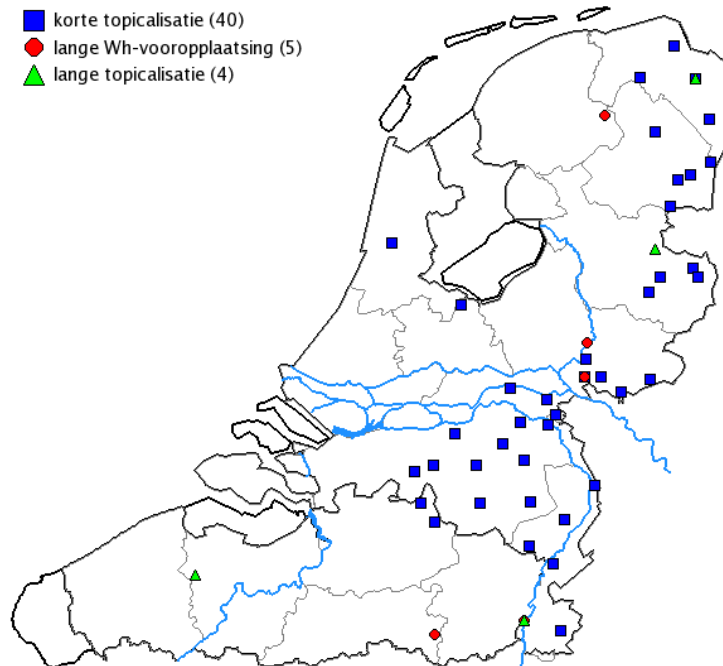 korte topicalisatie (40)
lange Wh-vooropplaatsing (5)
lange topicalisatie (4)